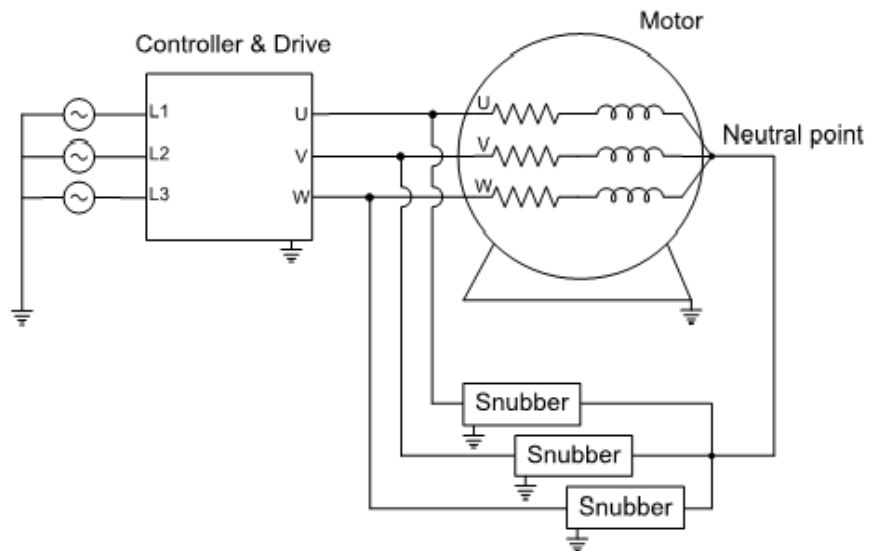 Motor
Controller & Drive
L1
U
U
Neutral point
L2
V
V
L3
W
W
Snubber
Snubber
Snubber